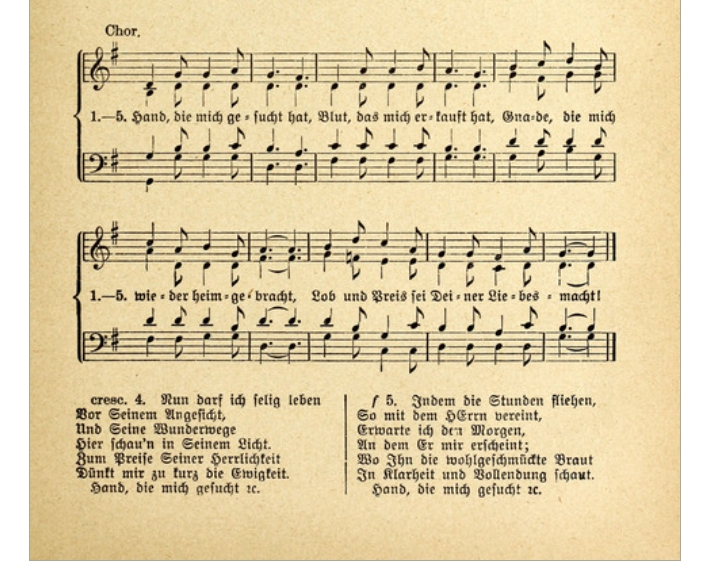 Chor.
1.—5. Hand, die mich ge-sucht hat, Blut, das mich er-kauft hat, Gna-de, die mich
1.—5. wie-der heim-ge-bracht, Lob und Preis sei Dei-ner Lie-bes-macht!
cresc. 4. Nun darf ich selig leben
Vor Seinem Angesicht,
Und Seine Wunderwege
Hier schau'n in Seinem Licht.
Zum Preise Seiner Herrlichkeit
Dünkt mir zu kurz die Ewigkeit.
Hand, die mich gesucht ꝛc.
f 5. Indem die Stunden fliehen,
So mit dem HErrn vereint,
Erwarte ich den Morgen,
An dem Er mir erscheint;
Wo Ihn die wohlgeschmückte Braut
In Klarheit und Vollendung schaut.
Hand, die mich gesucht ꝛc.